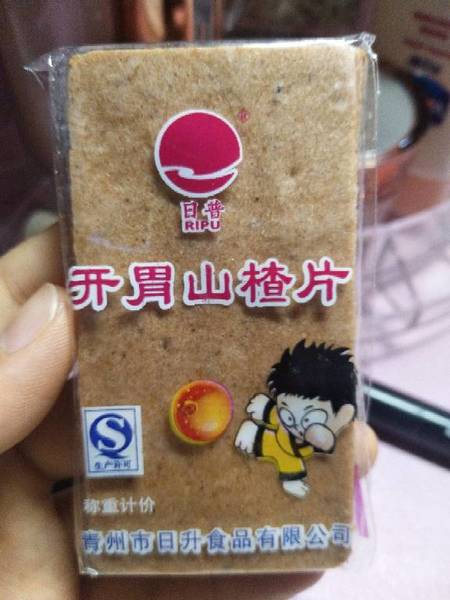 ®
日普
RIPU
开胃山楂片
生产许可
称重计价
青州市日升食品有限公司